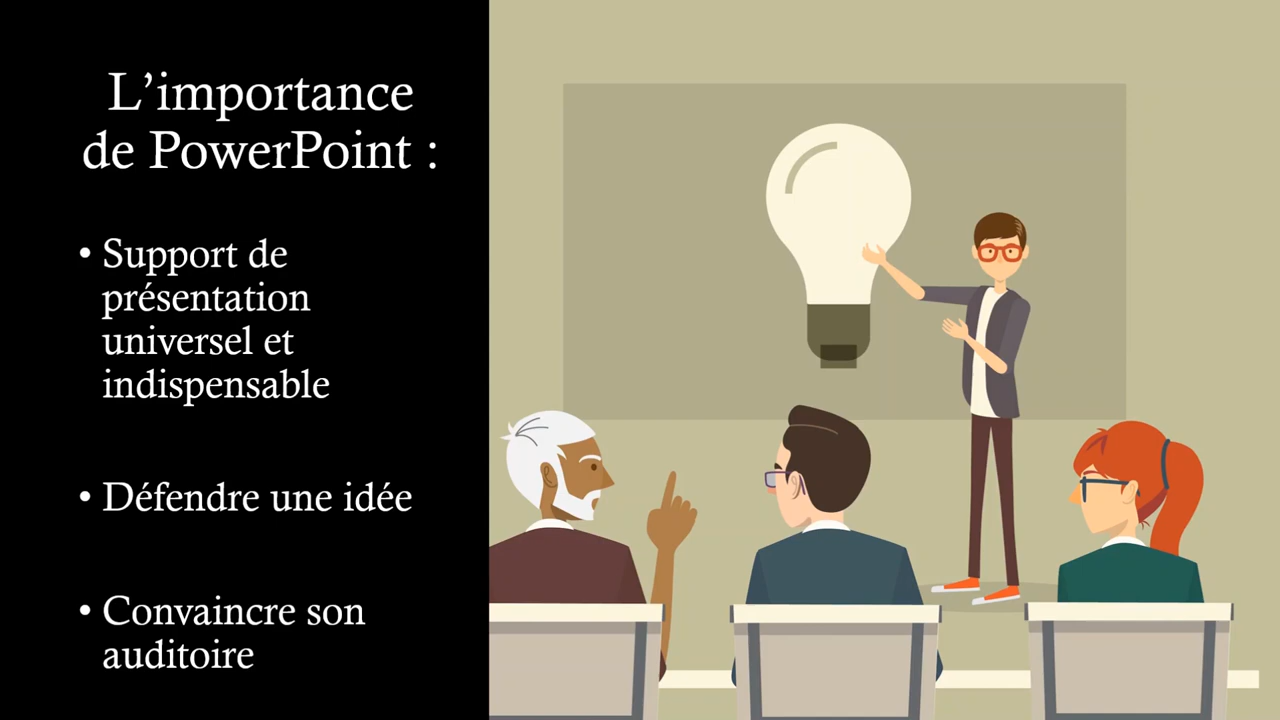 L’importance
de PowerPoint :
• Support de
présentation
universel et
indispensable
• Défendre une idée
• Convaincre son
auditoire